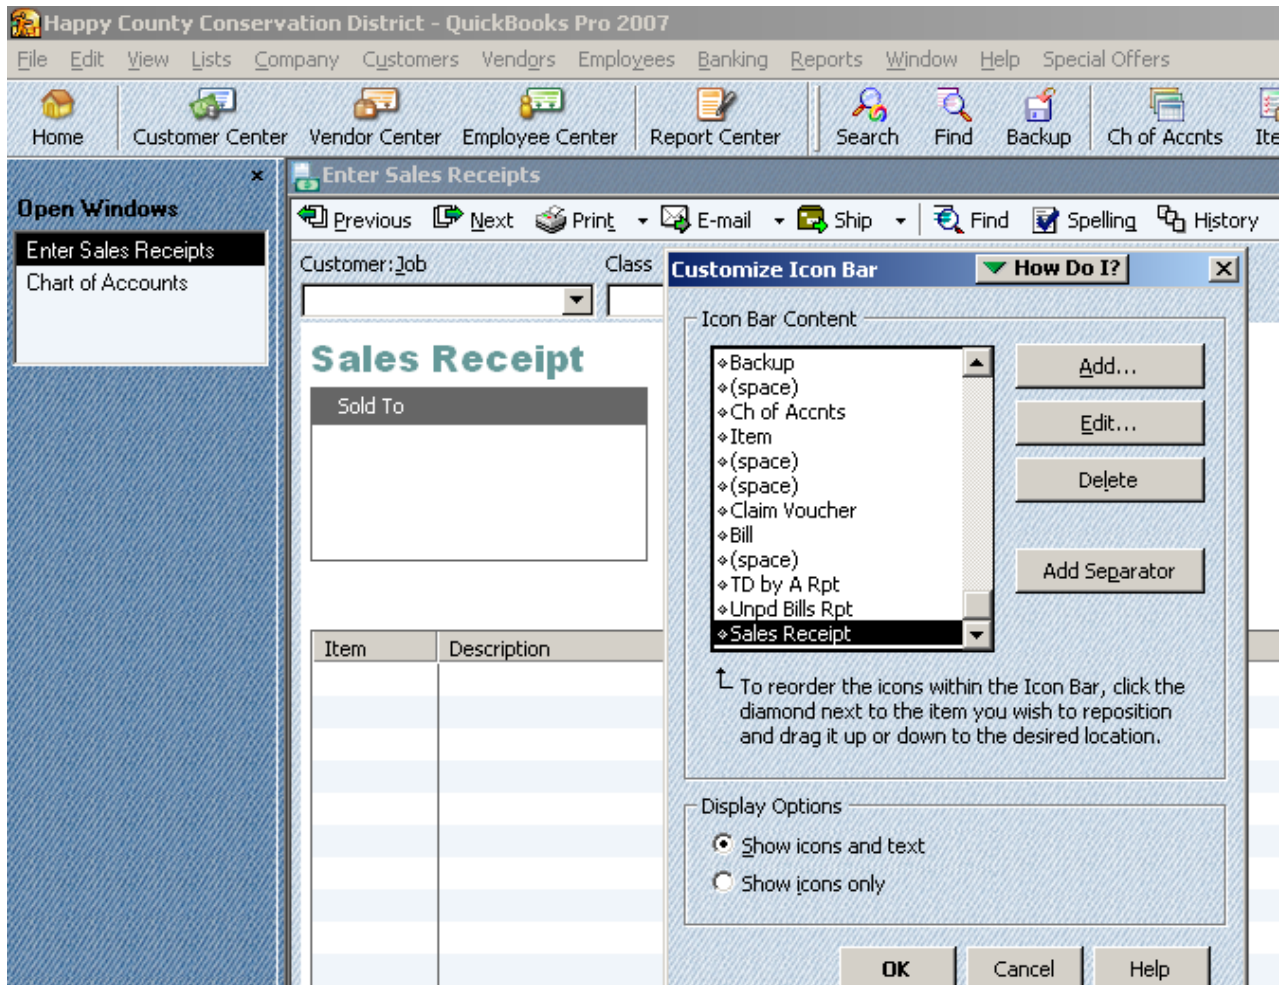 Happy County Conservation District - QuickBooks Pro 2007
File Edit View Lists Company Customers Vendors Employees Banking Reports Window Help Special Offers
Home Customer Center Vendor Center Employee Center Report Center Search Find Backup Ch of Accnts Ite
Open Windows
Enter Sales Receipts
Chart of Accounts
Enter Sales Receipts
Previous Next Print E-mail Ship Find Spelling History
Customer:Job Class
Sales Receipt
Sold To
Item Description
Customize Icon Bar How Do I?
Icon Bar Content
Backup
(space)
Ch of Accnts
Item
(space)
(space)
Claim Voucher
Bill
(space)
TD by A Rpt
Unpd Bills Rpt
Sales Receipt
Add...
Edit...
Delete
Add Separator
To reorder the icons within the Icon Bar, click the
diamond next to the item you wish to reposition
and drag it up or down to the desired location.
Display Options
Show icons and text
Show icons only
OK Cancel Help